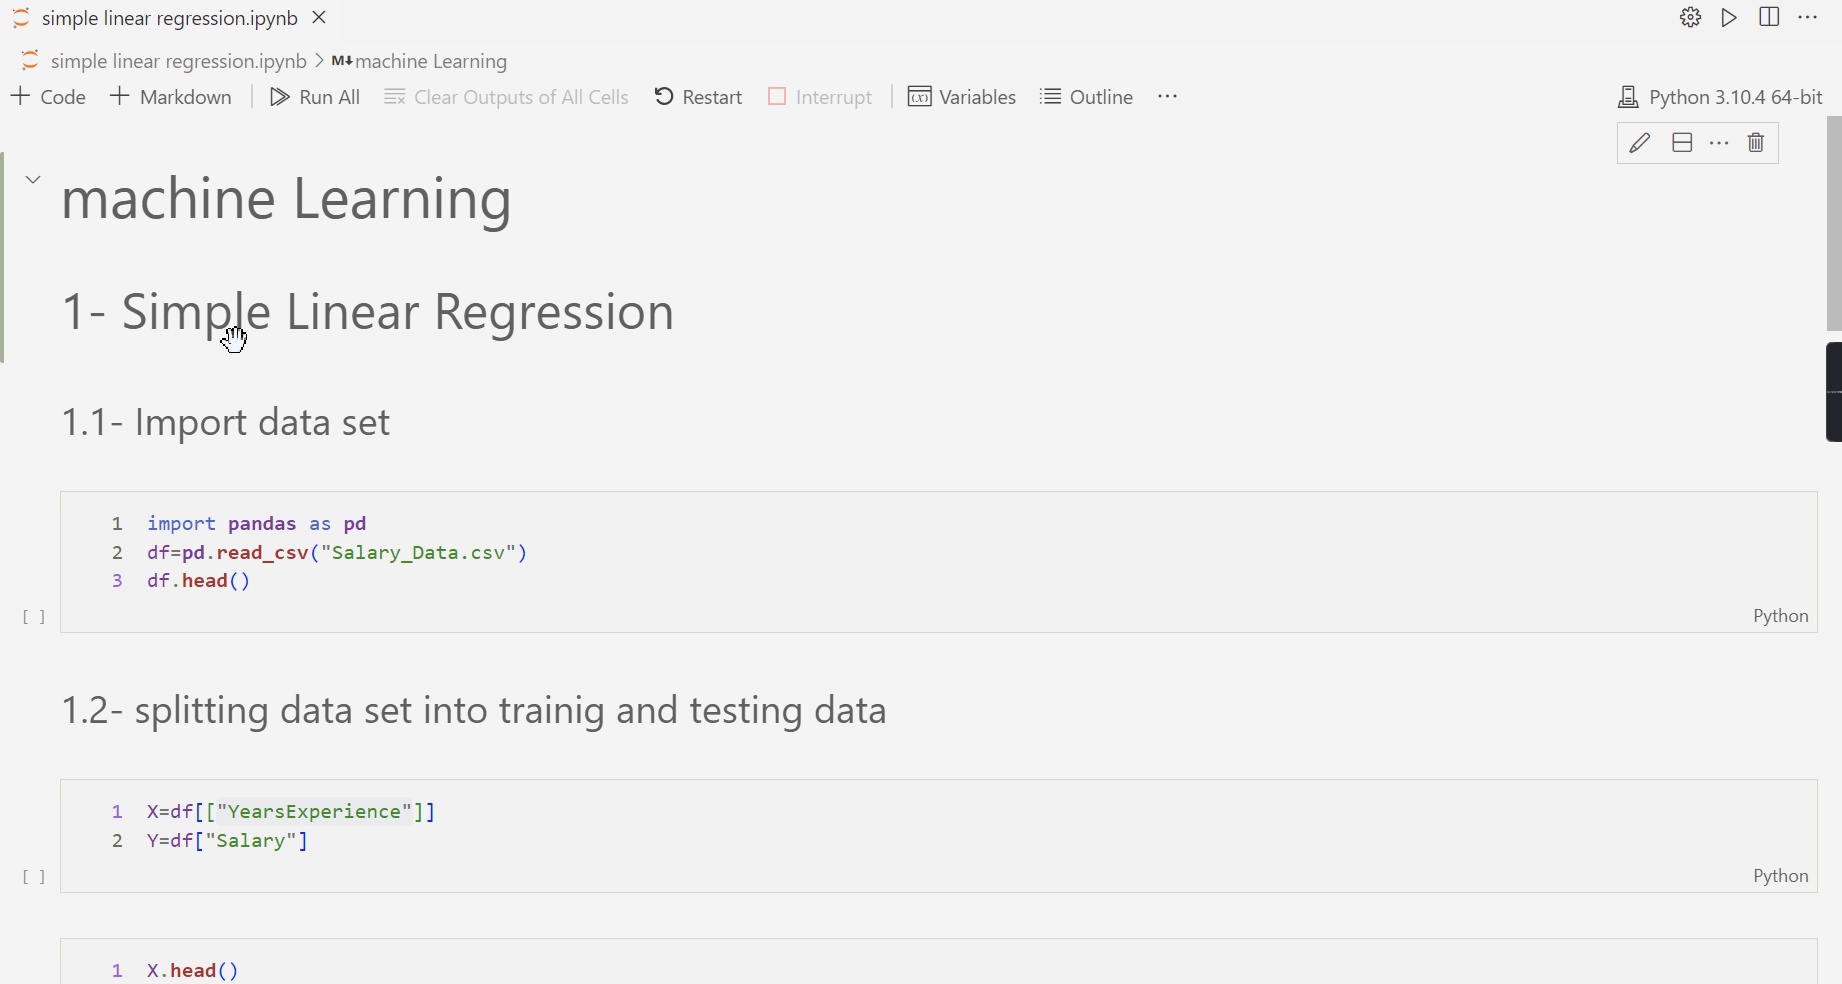 simple linear regression.ipynb
simple linear regression.ipynb > M↓ machine Learning
+ Code + Markdown Run All Clear Outputs of All Cells Restart Interrupt Variables Outline ... Python 3.10.4 64-bit
machine Learning
1- Simple Linear Regression
1.1- Import data set
1 import pandas as pd
2 df=pd.read_csv("Salary_Data.csv")
3 df.head()
[ ]
Python
1.2- splitting data set into trainig and testing data
1 X=df[["YearsExperience"]]
2 Y=df["Salary"]
[ ]
Python
1 X.head()